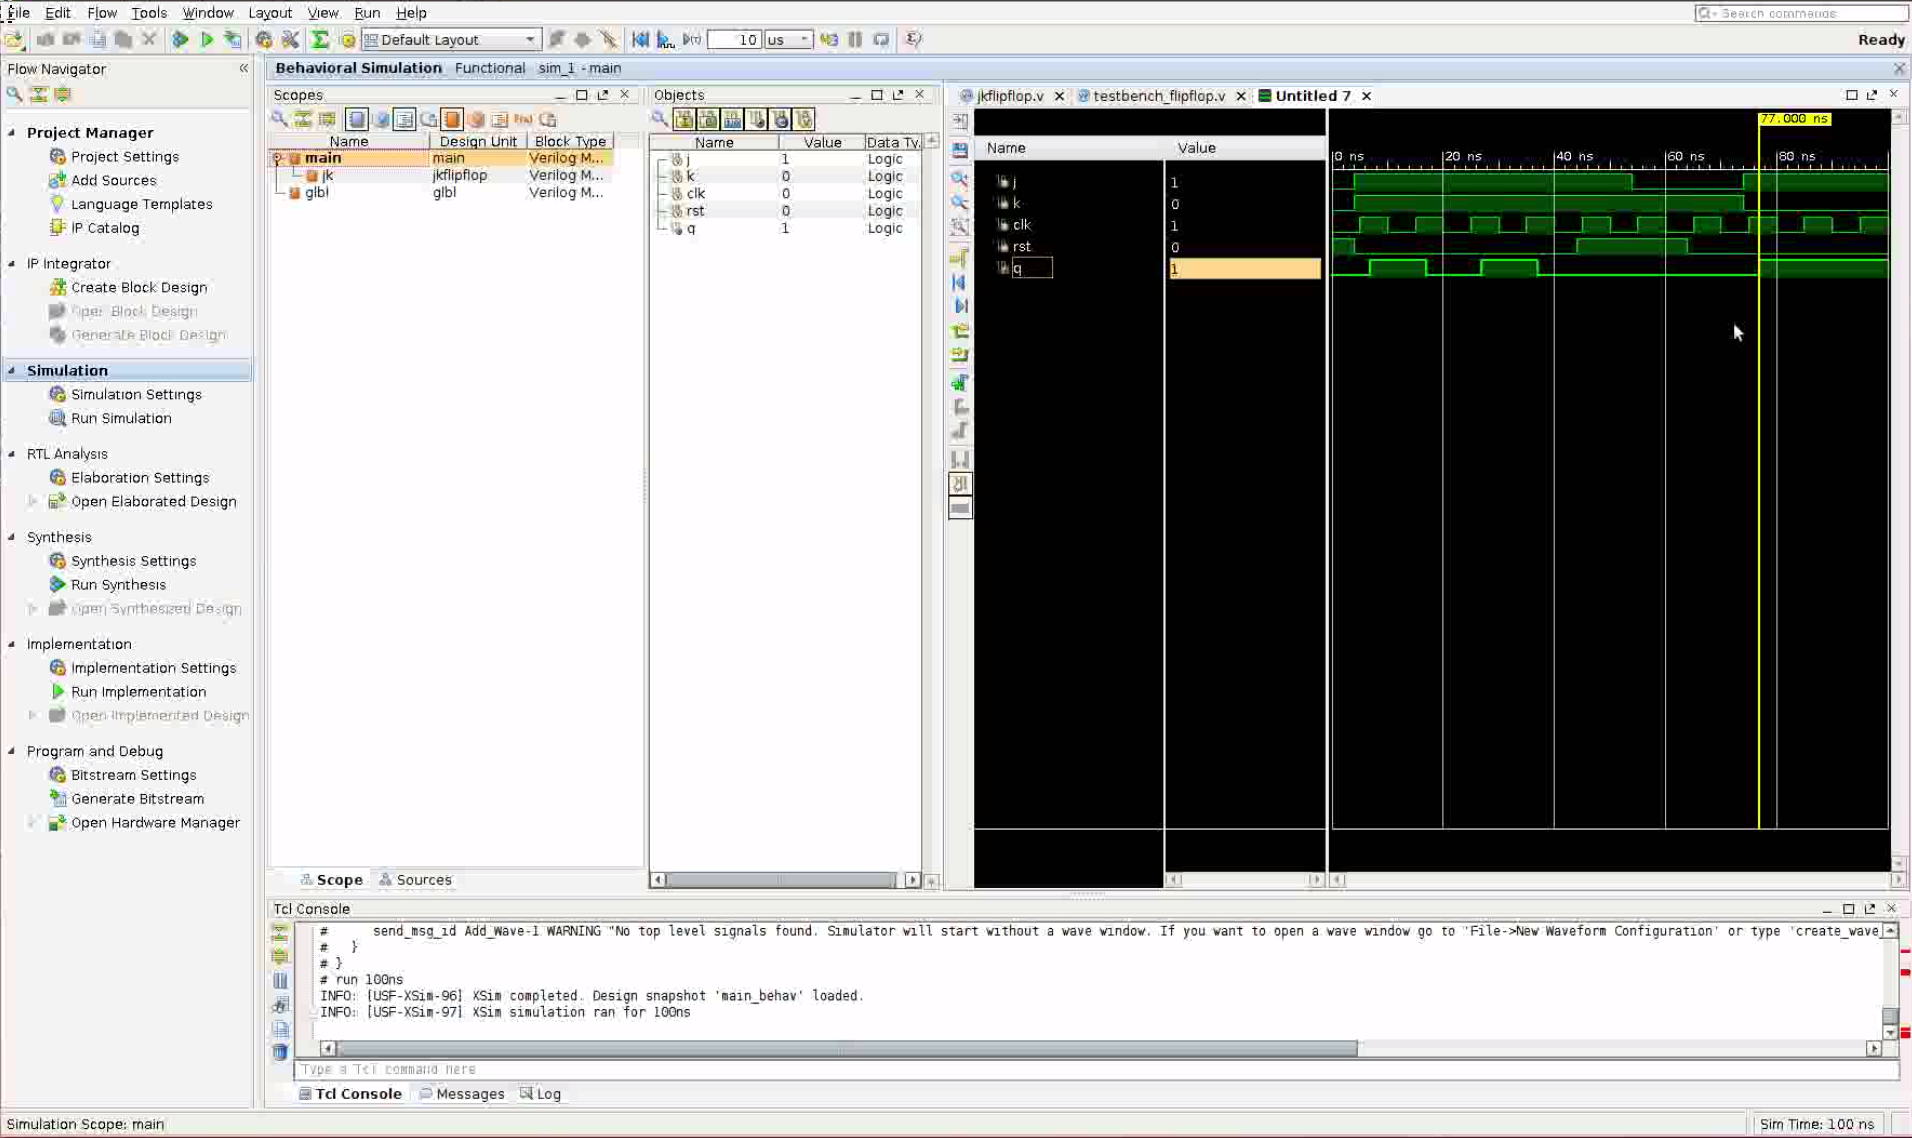 File Edit Flow Tools Window Layout View Run Help
Search commands
Default Layout
10 us
Ready
Flow Navigator
Behavioral Simulation Functional sim_1 - main
Project Manager
Project Settings
Add Sources
Language Templates
IP Catalog
IP Integrator
Create Block Design
Open Block Design
Generate Block Design
Simulation
Simulation Settings
Run Simulation
RTL Analysis
Elaboration Settings
Open Elaborated Design
Synthesis
Synthesis Settings
Run Synthesis
Open Synthesized Design
Implementation
Implementation Settings
Run Implementation
Open Implemented Design
Program and Debug
Bitstream Settings
Generate Bitstream
Open Hardware Manager
Scopes
Name Design Unit Block Type
main main Verilog M...
jk jkflipflop Verilog M...
glbl glbl Verilog M...
Scope Sources
Objects
Name Value Data Ty.
j 1 Logic
k 0 Logic
clk 0 Logic
rst 0 Logic
q 1 Logic
jkflipflop.v testbench_flipflop.v Untitled 7
77.000 ns
Name Value
0 ns 20 ns 40 ns 60 ns 80 ns
j 1
k 0
clk 1
rst 0
q 1
Tcl Console
# send_msg_id Add_Wave-1 WARNING "No top level signals found. Simulator will start without a wave window. If you want to open a wave window go to 'File->New Waveform Configuration' or type 'create_wave_
# }
# }
# run 100ns
INFO: [USF-XSim-96] XSim completed. Design snapshot 'main_behav' loaded.
INFO: [USF-XSim-97] XSim simulation ran for 100ns
Type a Tcl command here
Tcl Console Messages Log
Simulation Scope: main
Sim Time: 100 ns